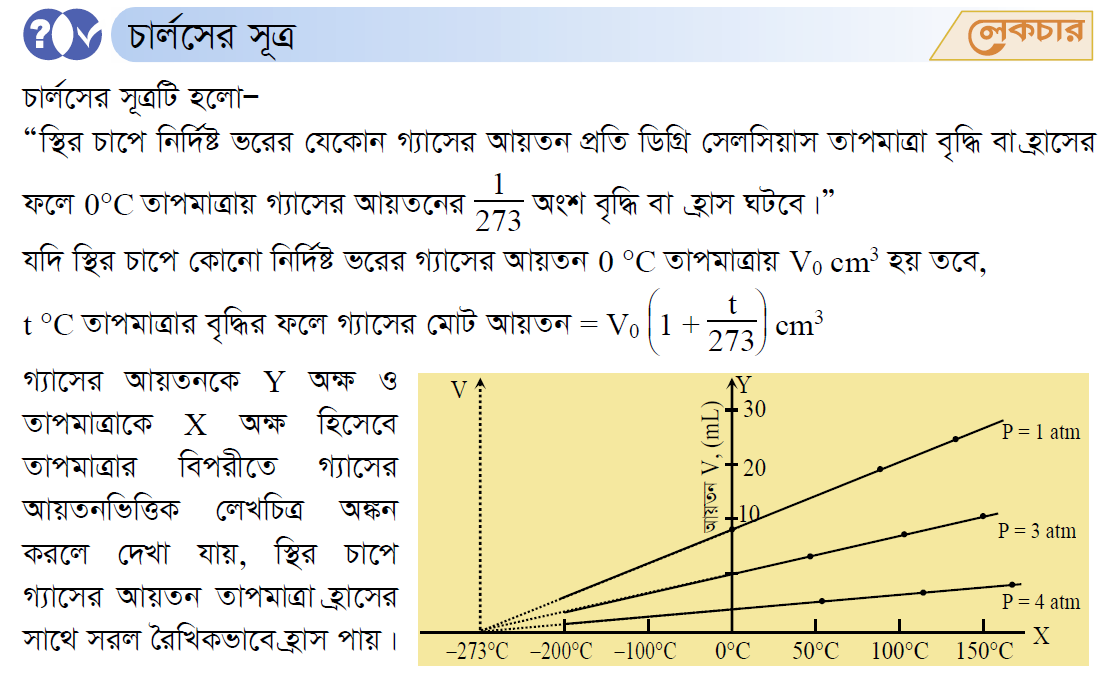 চার্লসের সূত্র
লেকচার
চার্লসের সূত্রটি হলো–
“স্থির চাপে নির্দিষ্ট ভরের যেকোন গ্যাসের আয়তন প্রতি ডিগ্রি সেলসিয়াস তাপমাত্রা বৃদ্ধি বা হ্রাসের
ফলে 0°C তাপমাত্রায় গ্যাসের আয়তনের 1/273 অংশ বৃদ্ধি বা হ্রাস ঘটবে।”
যদি স্থির চাপে কোনো নির্দিষ্ট ভরের গ্যাসের আয়তন 0 °C তাপমাত্রায় V₀ cm³ হয় তবে,
t °C তাপমাত্রার বৃদ্ধির ফলে গ্যাসের মোট আয়তন = V₀ (1 + t/273) cm³
গ্যাসের আয়তনকে Y অক্ষ ও
তাপমাত্রাকে X অক্ষ হিসেবে
তাপমাত্রার বিপরীতে গ্যাসের
আয়তনভিত্তিক লেখচিত্র অঙ্কন
করলে দেখা যায়, স্থির চাপে
গ্যাসের আয়তন তাপমাত্রা হ্রাসের
সাথে সরল রৈখিকভাবে হ্রাস পায়।
V
Y
আয়তন V, (mL)
30
20
10
P = 1 atm
P = 3 atm
P = 4 atm
X
–273°C –200°C –100°C 0°C 50°C 100°C 150°C